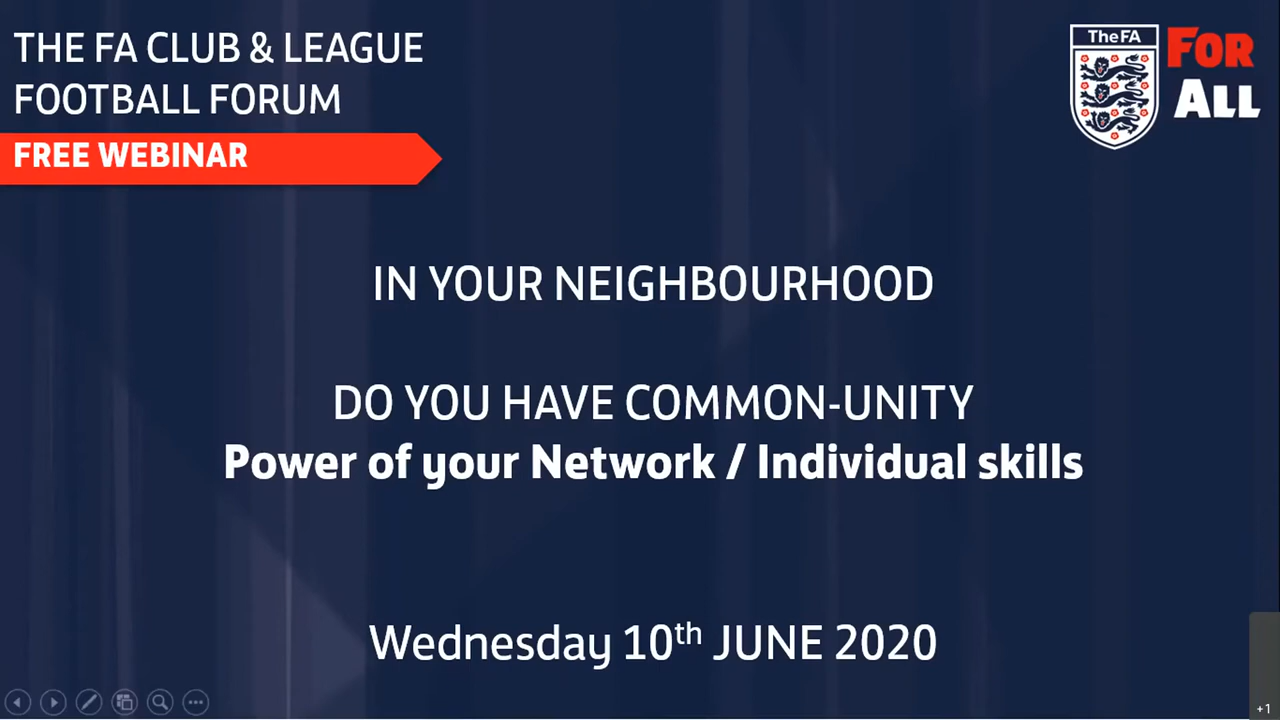 THE FA CLUB & LEAGUE
FOOTBALL FORUM
FREE WEBINAR
TheFA
FOR
ALL
IN YOUR NEIGHBOURHOOD
DO YOU HAVE COMMON-UNITY
Power of your Network / Individual skills
Wednesday 10th JUNE 2020
+1